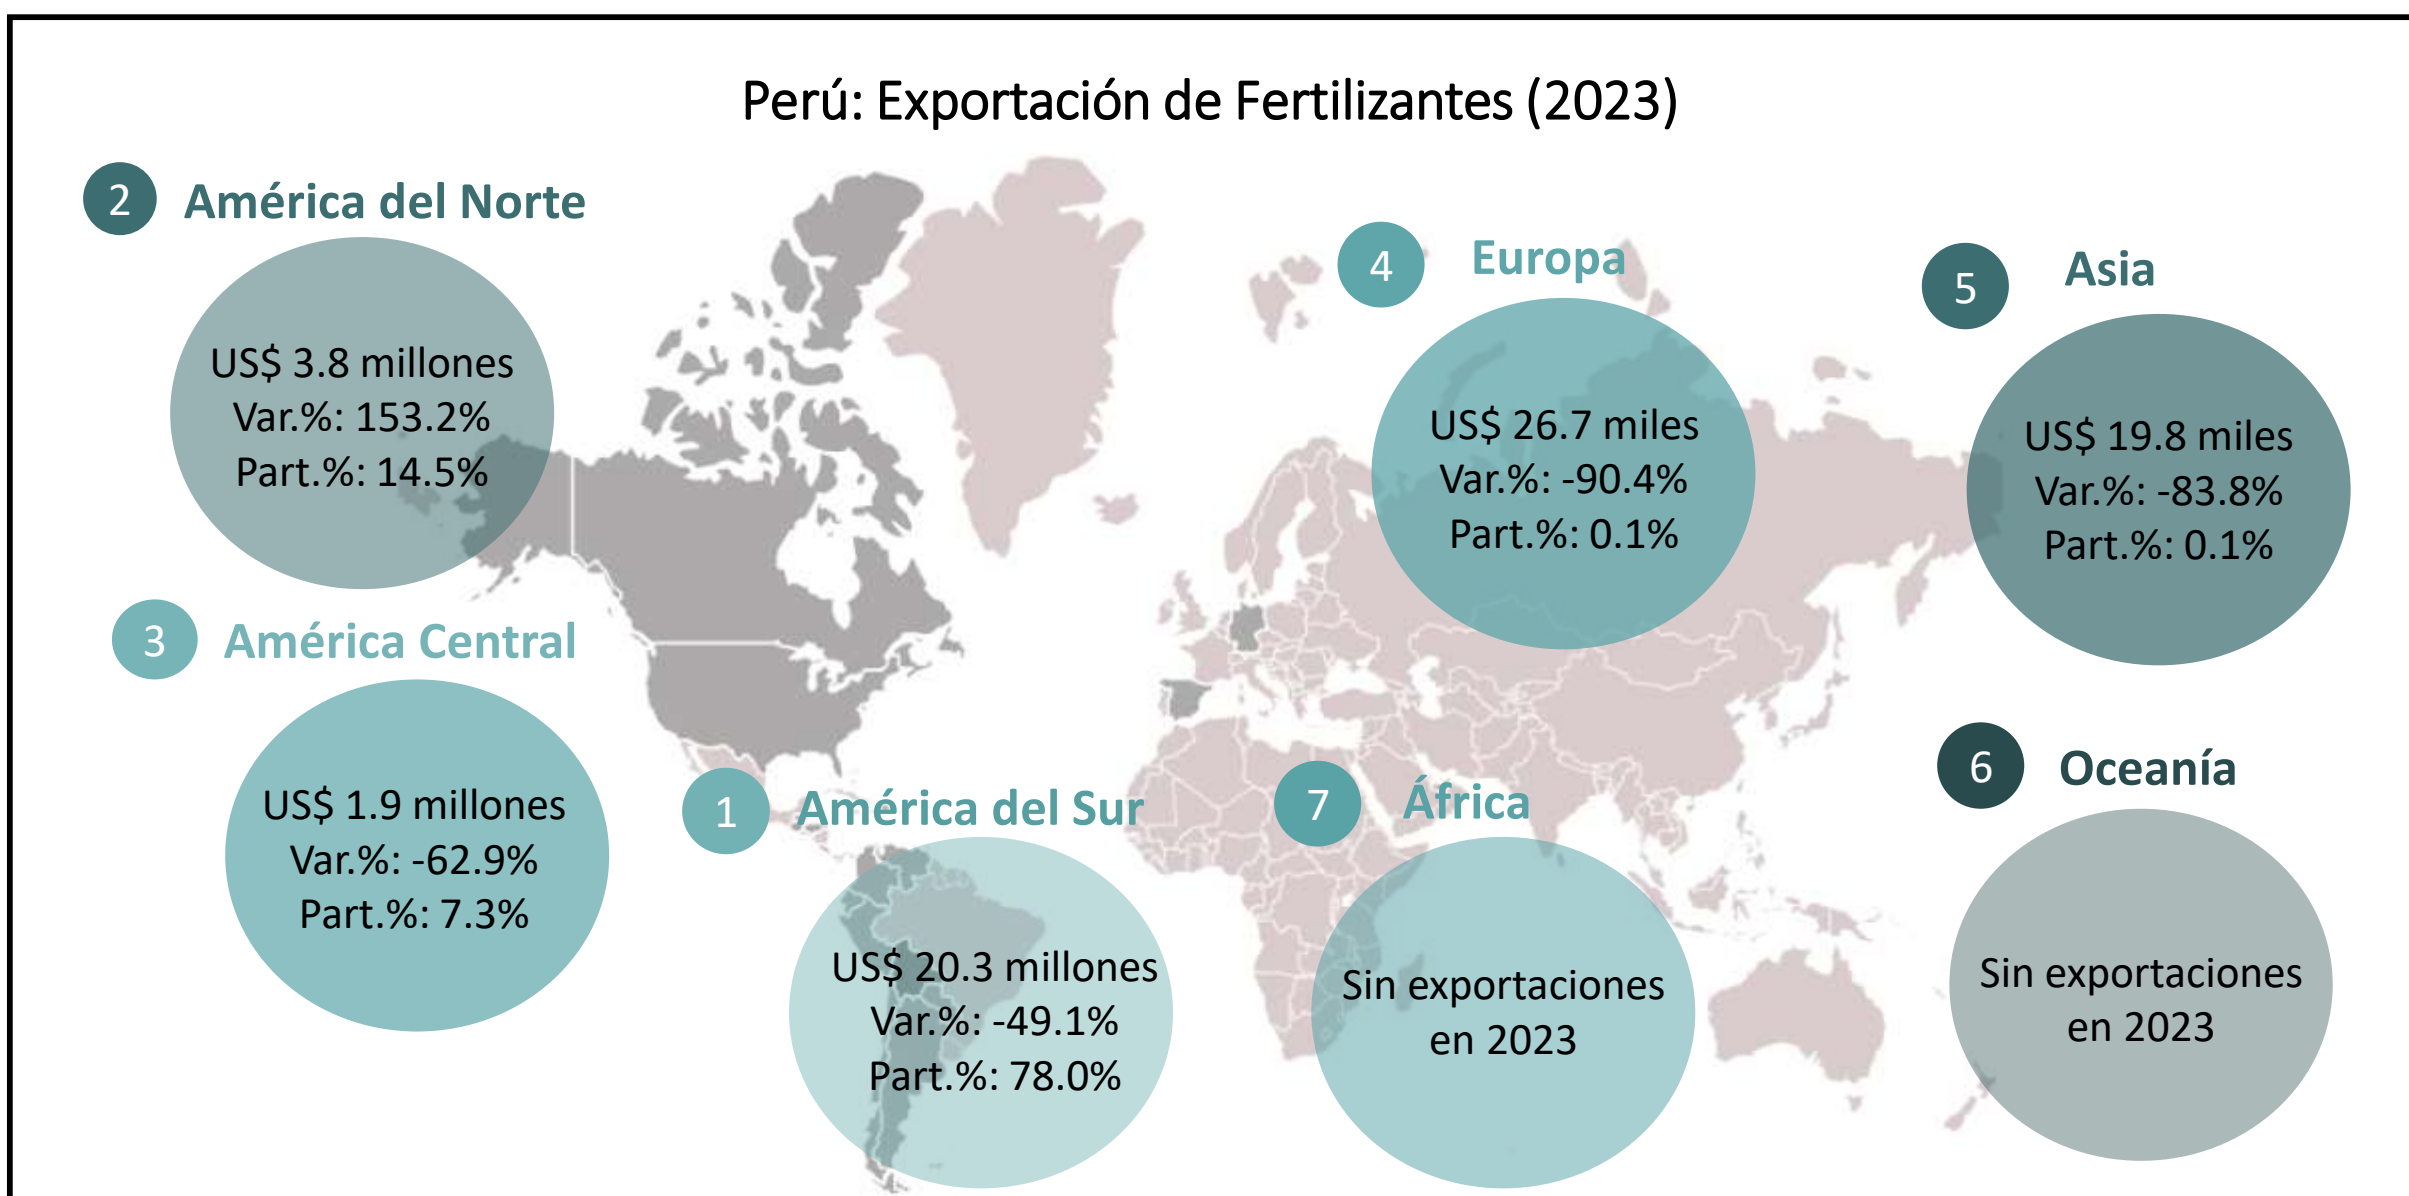 Perú: Exportación de Fertilizantes (2023)
2 América del Norte
US$ 3.8 millones
Var.%: 153.2%
Part.%: 14.5%
4 Europa
US$ 26.7 miles
Var.%: -90.4%
Part.%: 0.1%
5 Asia
US$ 19.8 miles
Var.%: -83.8%
Part.%: 0.1%
3 América Central
US$ 1.9 millones
Var.%: -62.9%
Part.%: 7.3%
1 América del Sur
US$ 20.3 millones
Var.%: -49.1%
Part.%: 78.0%
7 África
Sin exportaciones
en 2023
6 Oceanía
Sin exportaciones
en 2023